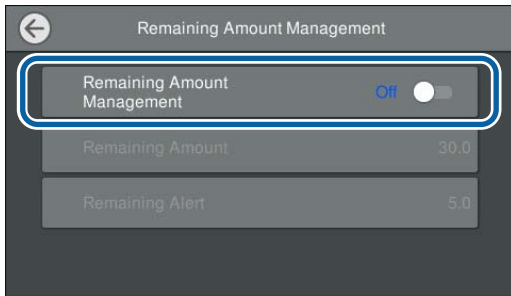 Remaining Amount Management
Remaining Amount
Management
Off
Remaining Amount 30.0
Remaining Alert 5.0